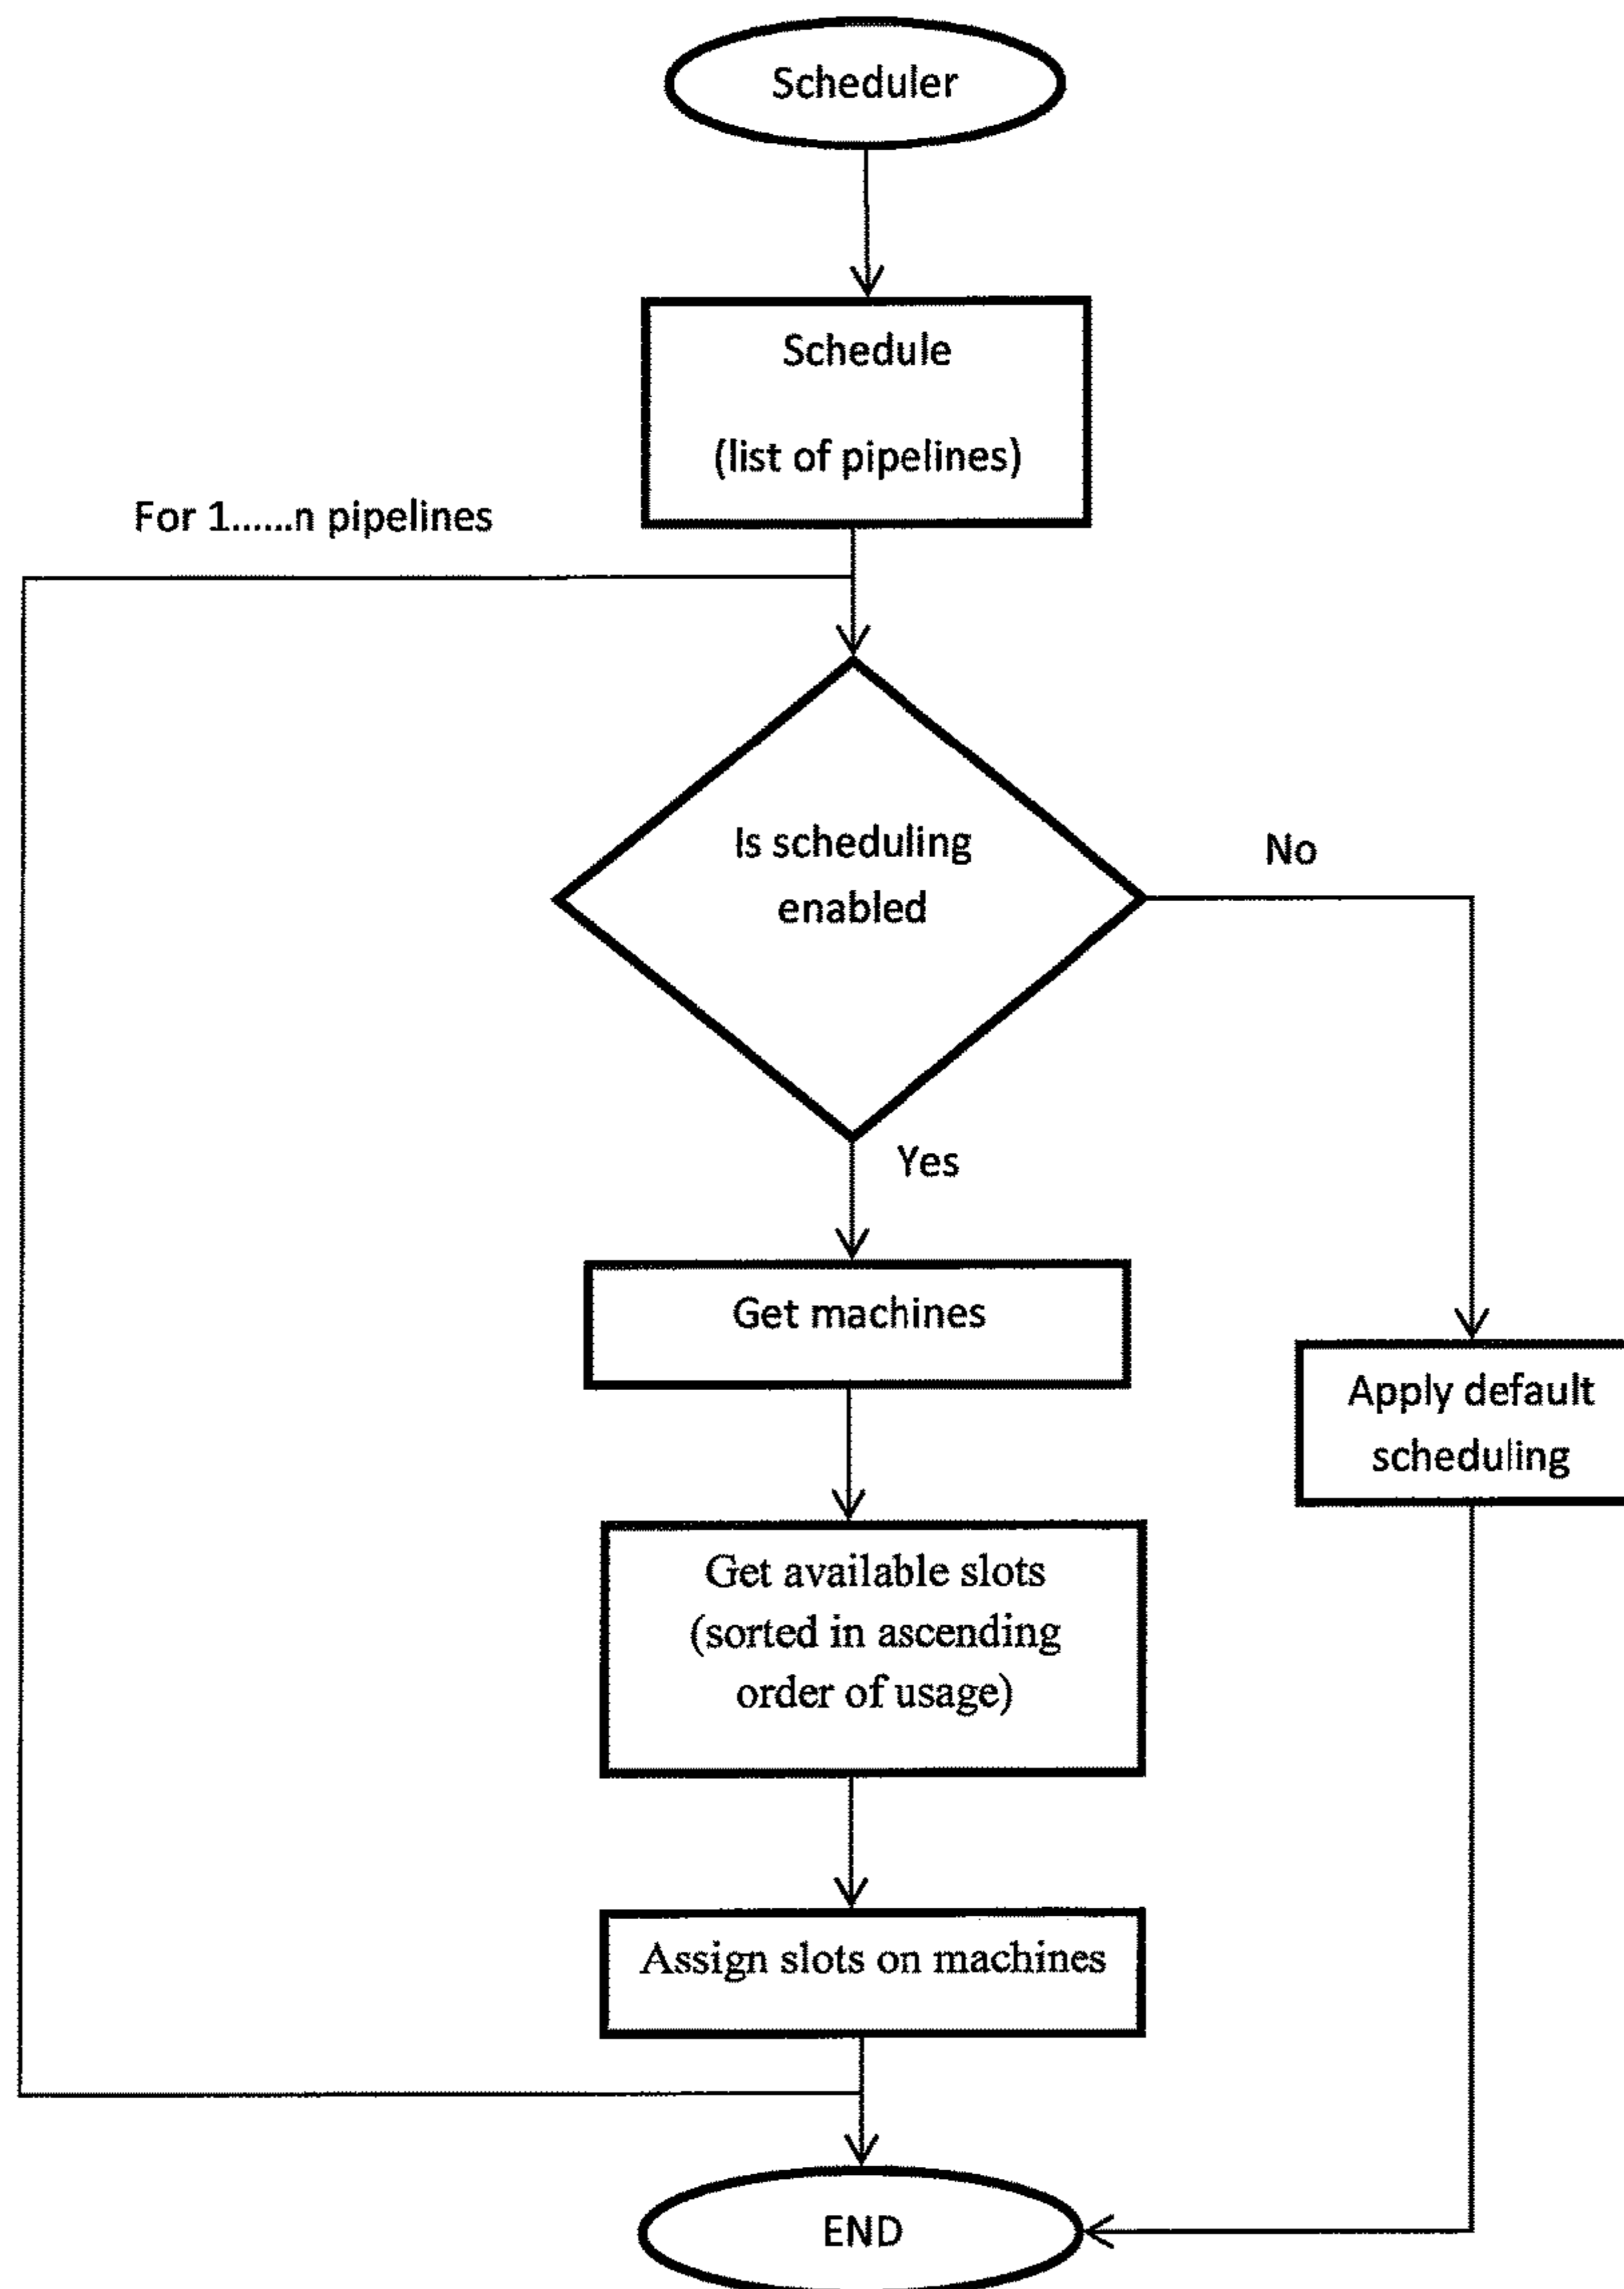 Scheduler
Schedule
(list of pipelines)
For 1......n pipelines
Is scheduling
enabled
No
Yes
Get machines
Apply default
scheduling
Get available slots
(sorted in ascending
order of usage)
Assign slots on machines
END